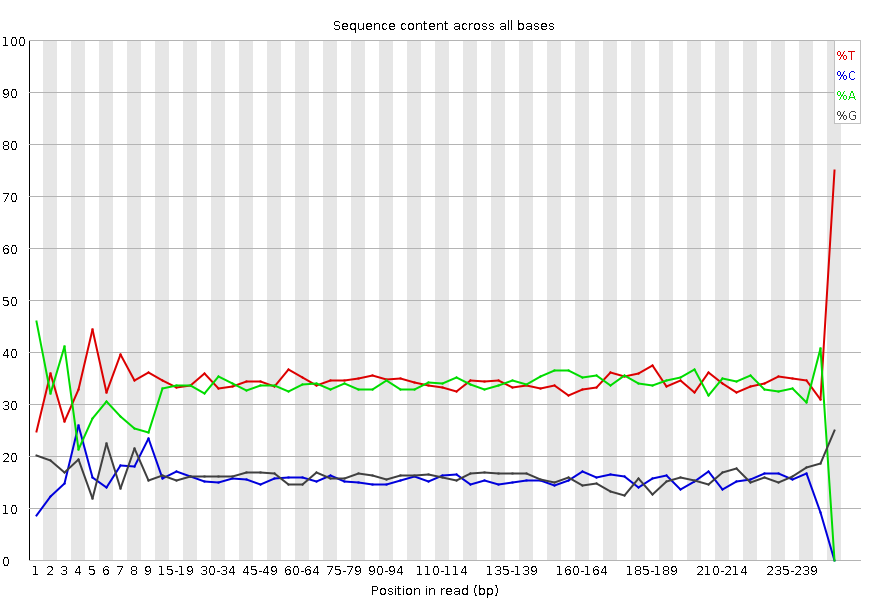 Sequence content across all bases
100
90
80
70
60
50
40
30
20
10
0
%T
%C
%A
%G
1 2 3 4 5 6 7 8 9 15-19 30-34 45-49 60-64 75-79 90-94 110-114 135-139 160-164 185-189 210-214 235-239
Position in read (bp)